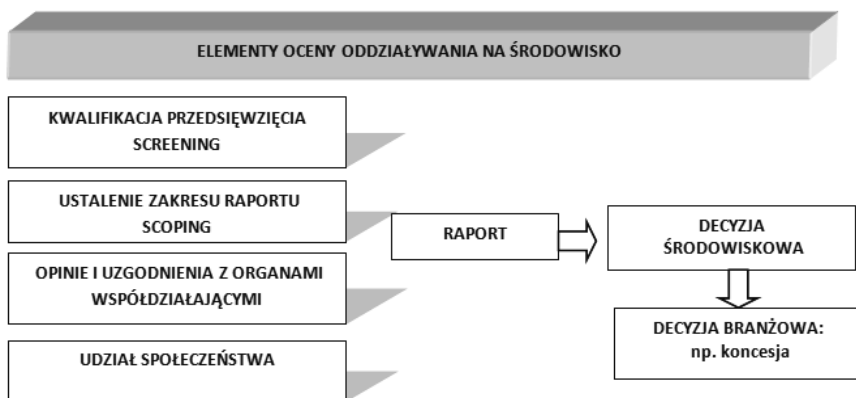 ELEMENTY OCENY ODDZIAŁYWANIA NA ŚRODOWISKO
KWALIFIKACJA PRZEDSIĘWZIĘCIA
SCREENING
USTALENIE ZAKRESU RAPORTU
SCOPING
OPINIE I UZGODNIENIA Z ORGANAMI
WSPÓŁDZIAŁAJĄCYMI
UDZIAŁ SPOŁECZEŃSTWA
RAPORT
DECYZJA
ŚRODOWISKOWA
DECYZJA BRANŻOWA:
np. koncesja